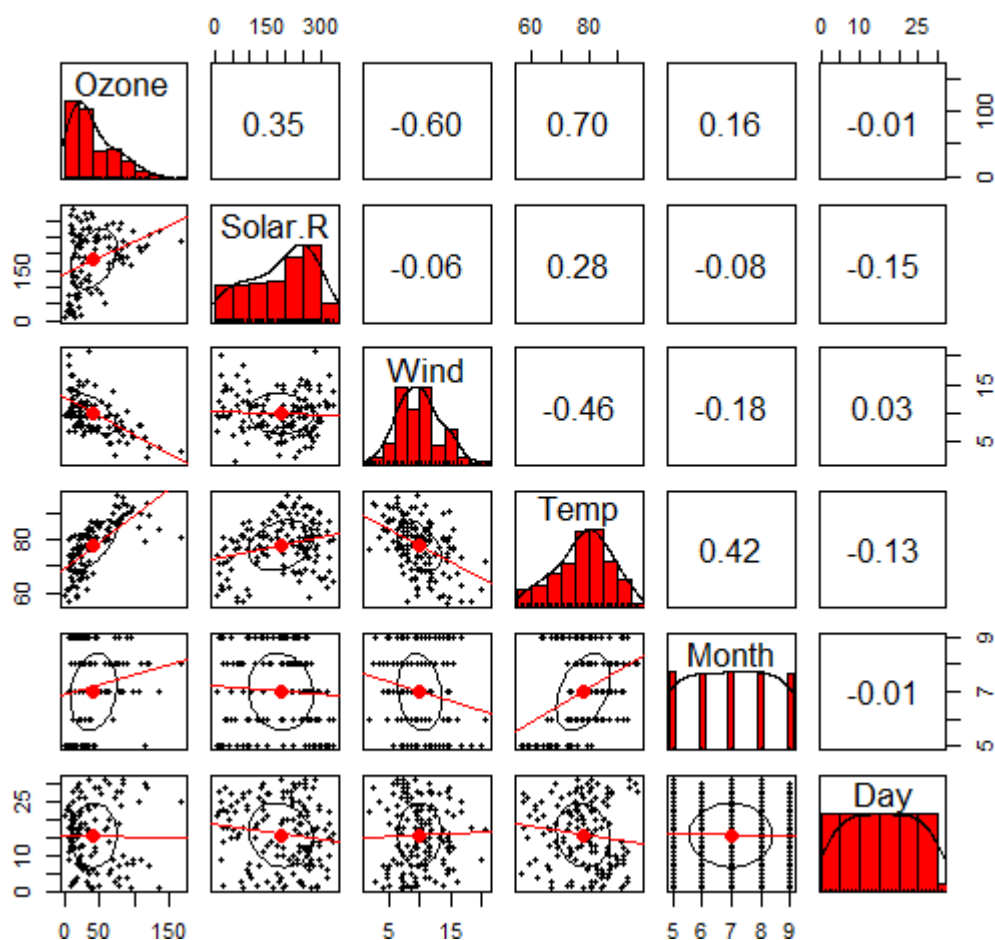 0 150 300 60 80 0 10 25
Ozone 0.35 -0.60 0.70 0.16 -0.01 0 100
0 150 Solar.R -0.06 0.28 -0.08 -0.15
Wind -0.46 -0.18 0.03 5 15
60 80 Temp 0.42 -0.13
Month -0.01 5 7 9
0 10 25 Day
0 50 150 5 15 5 6 7 8 9